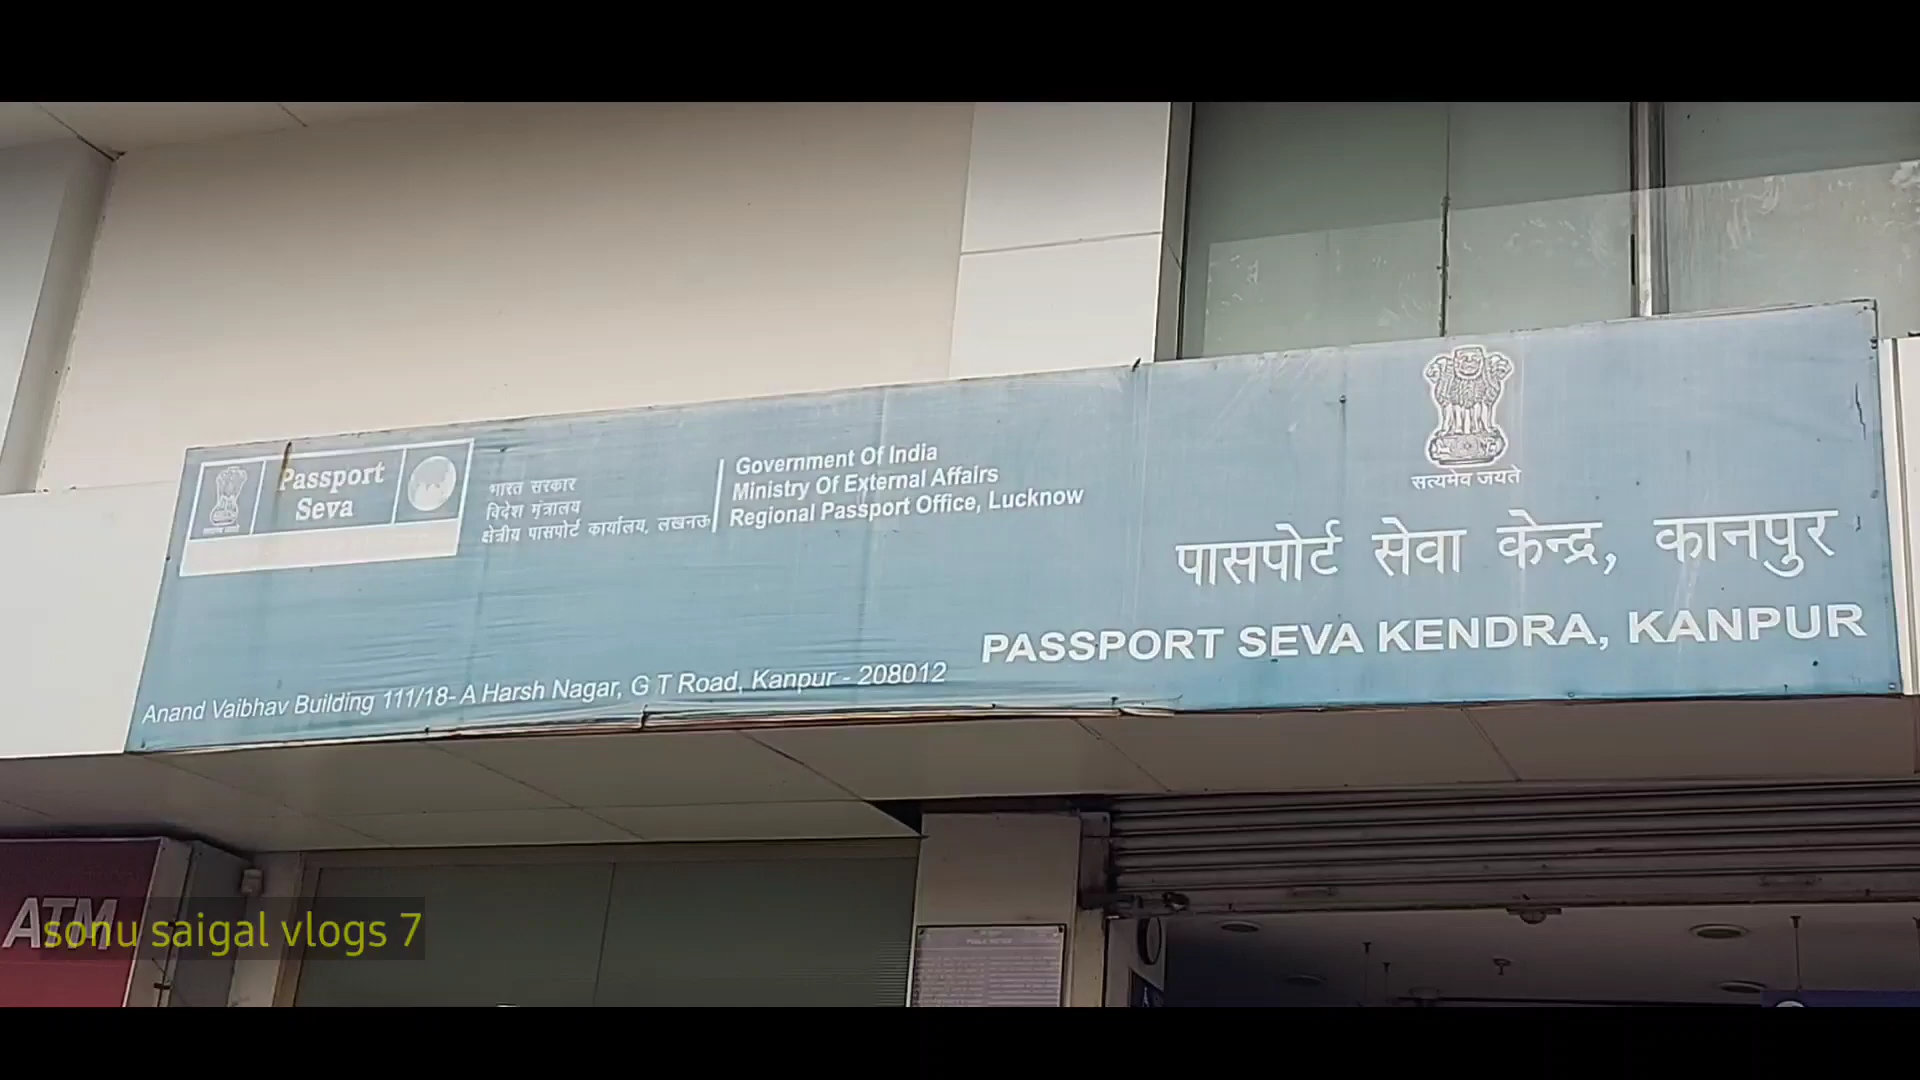 Passport
Seva
भारत सरकार
विदेश मंत्रालय
क्षेत्रीय पासपोर्ट कार्यालय, लखनऊ
Government Of India
Ministry Of External Affairs
Regional Passport Office, Lucknow
सत्यमेव जयते
पासपोर्ट सेवा केन्द्र, कानपुर
PASSPORT SEVA KENDRA, KANPUR
Anand Vaibhav Building 111/18- A Harsh Nagar, G T Road, Kanpur - 208012
ATM
sonu saigal vlogs 7